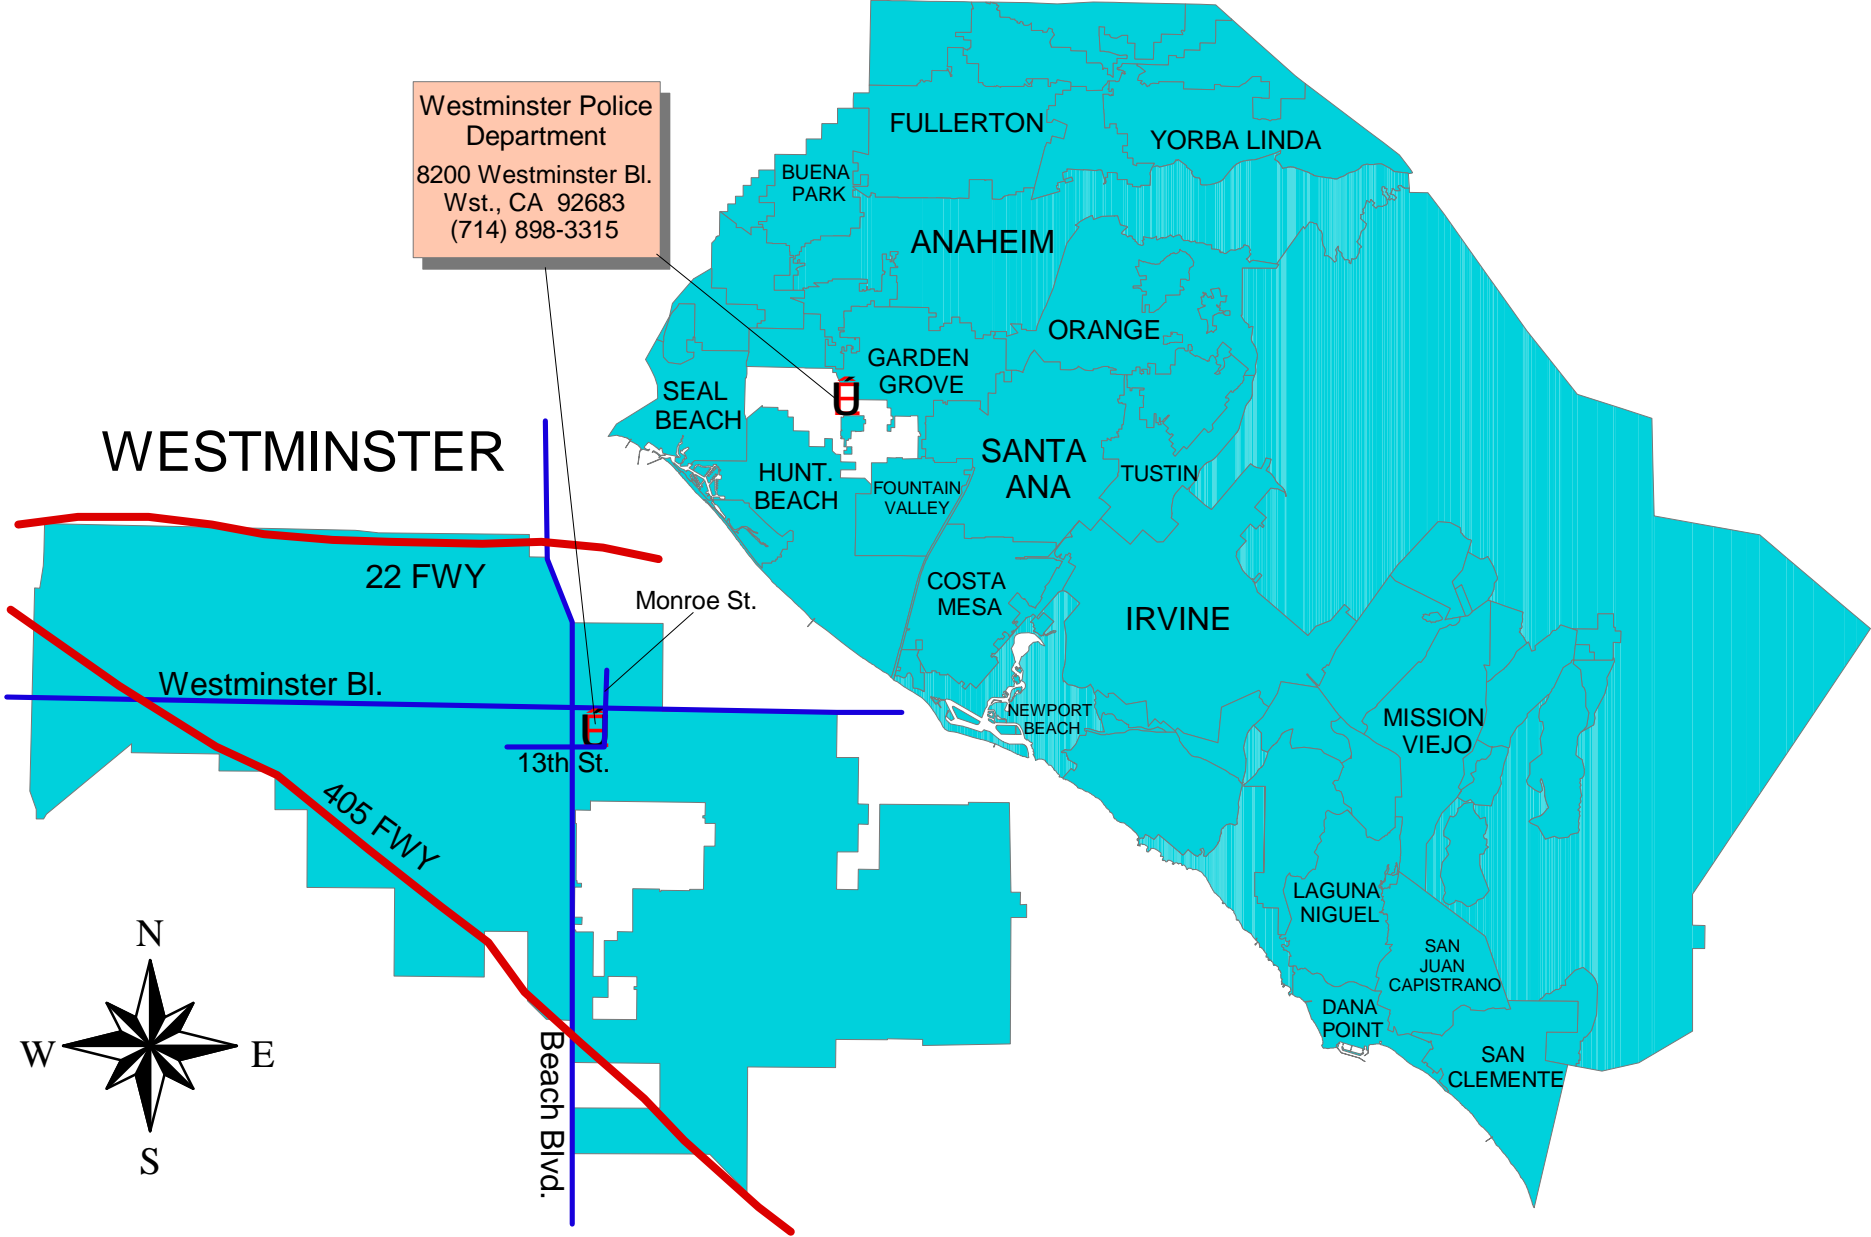 Westminster Police
Department
8200 Westminster Bl.
Wst., CA  92683
(714) 898-3315
FULLERTON
YORBA LINDA
BUENA
PARK
ANAHEIM
ORANGE
GARDEN
GROVE
SEAL
BEACH
SANTA
ANA
TUSTIN
HUNT.
BEACH
FOUNTAIN
VALLEY
COSTA
MESA
IRVINE
NEWPORT
BEACH
MISSION
VIEJO
LAGUNA
NIGUEL
SAN
JUAN
CAPISTRANO
DANA
POINT
SAN
CLEMENTE
WESTMINSTER
22 FWY
Monroe St.
Westminster Bl.
13th St.
405 FWY
Beach Blvd.
N
W
E
S